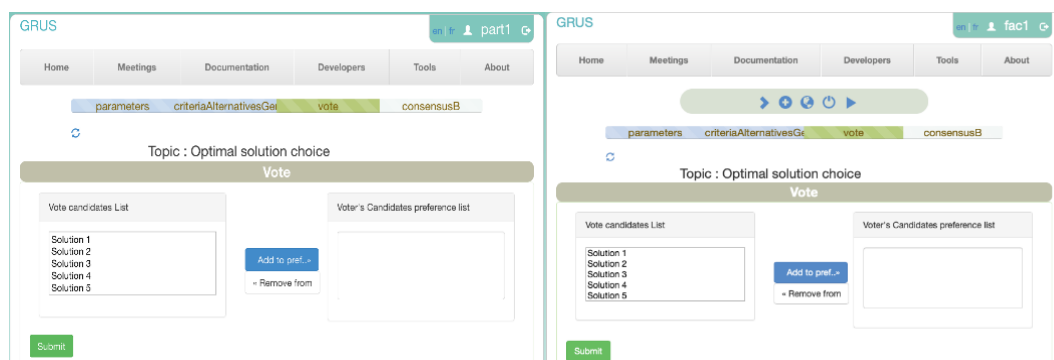 GRUS
en fr part1
Home Meetings Documentation Developers Tools About
parameters criteriaAlternativesGei vote consensusB
Topic : Optimal solution choice
Vote
Vote candidates List
Voter's Candidates preference list
Solution 1
Solution 2
Solution 3
Solution 4
Solution 5
Add to pref..»
« Remove from
Submit
GRUS
en fr fac1
Home Meetings Documentation Developers Tools About
parameters criteriaAlternativesGe vote consensusB
Topic : Optimal solution choice
Vote
Vote candidates List
Voter's Candidates preference list
Solution 1
Solution 2
Solution 3
Solution 4
Solution 5
Add to pref..»
« Remove from
Submit